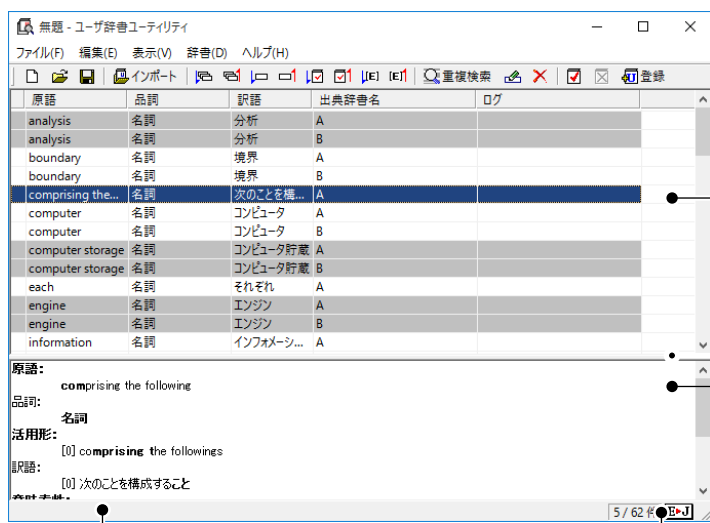 無題 - ユーザ辞書ユーティリティ
ファイル(F) 編集(E) 表示(V) 辞書(D) ヘルプ(H)
インポート [E] [E] 重複検索 登録
原語 品詞 訳語 出典辞書名 ログ
analysis 名詞 分析 A
analysis 名詞 分析 B
boundary 名詞 境界 A
boundary 名詞 境界 B
comprising the... 名詞 次のことを構... A
computer 名詞 コンピュータ A
computer 名詞 コンピュータ B
computer storage 名詞 コンピュータ貯蔵 A
computer storage 名詞 コンピュータ貯蔵 B
each 名詞 それぞれ A
engine 名詞 エンジン A
engine 名詞 エンジン B
information 名詞 インフォメーシ... A
原語:
comprising the following
品詞:
名詞
活用形:
[0] comprising the followings
訳語:
[0] 次のことを構成すること
5 / 62 件 E▸J